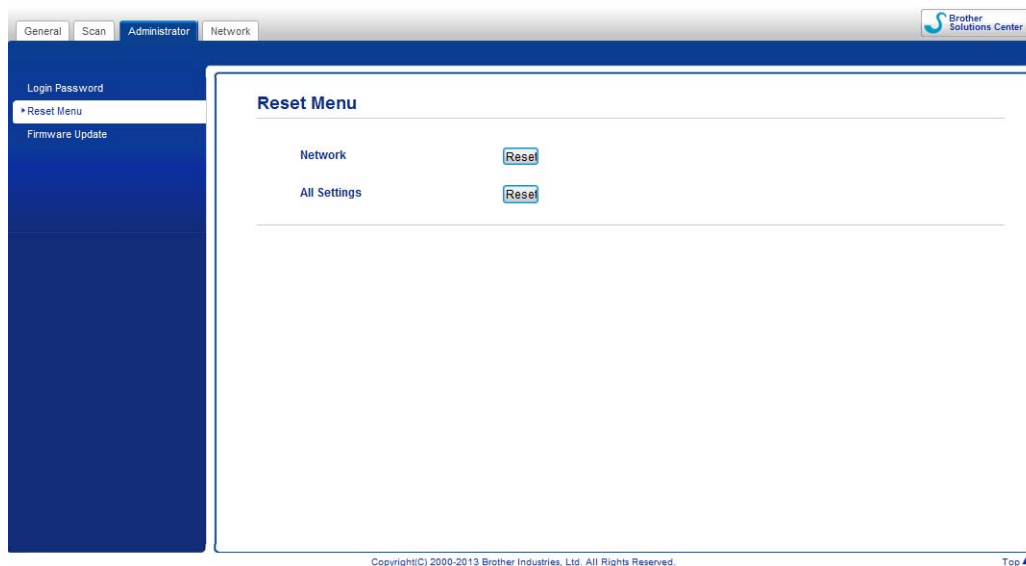 General Scan Administrator Network
Brother
Solutions Center
Login Password
Reset Menu
Firmware Update
Reset Menu
Network Reset
All Settings Reset
Copyright(C) 2000-2013 Brother Industries, Ltd. All Rights Reserved.
Top